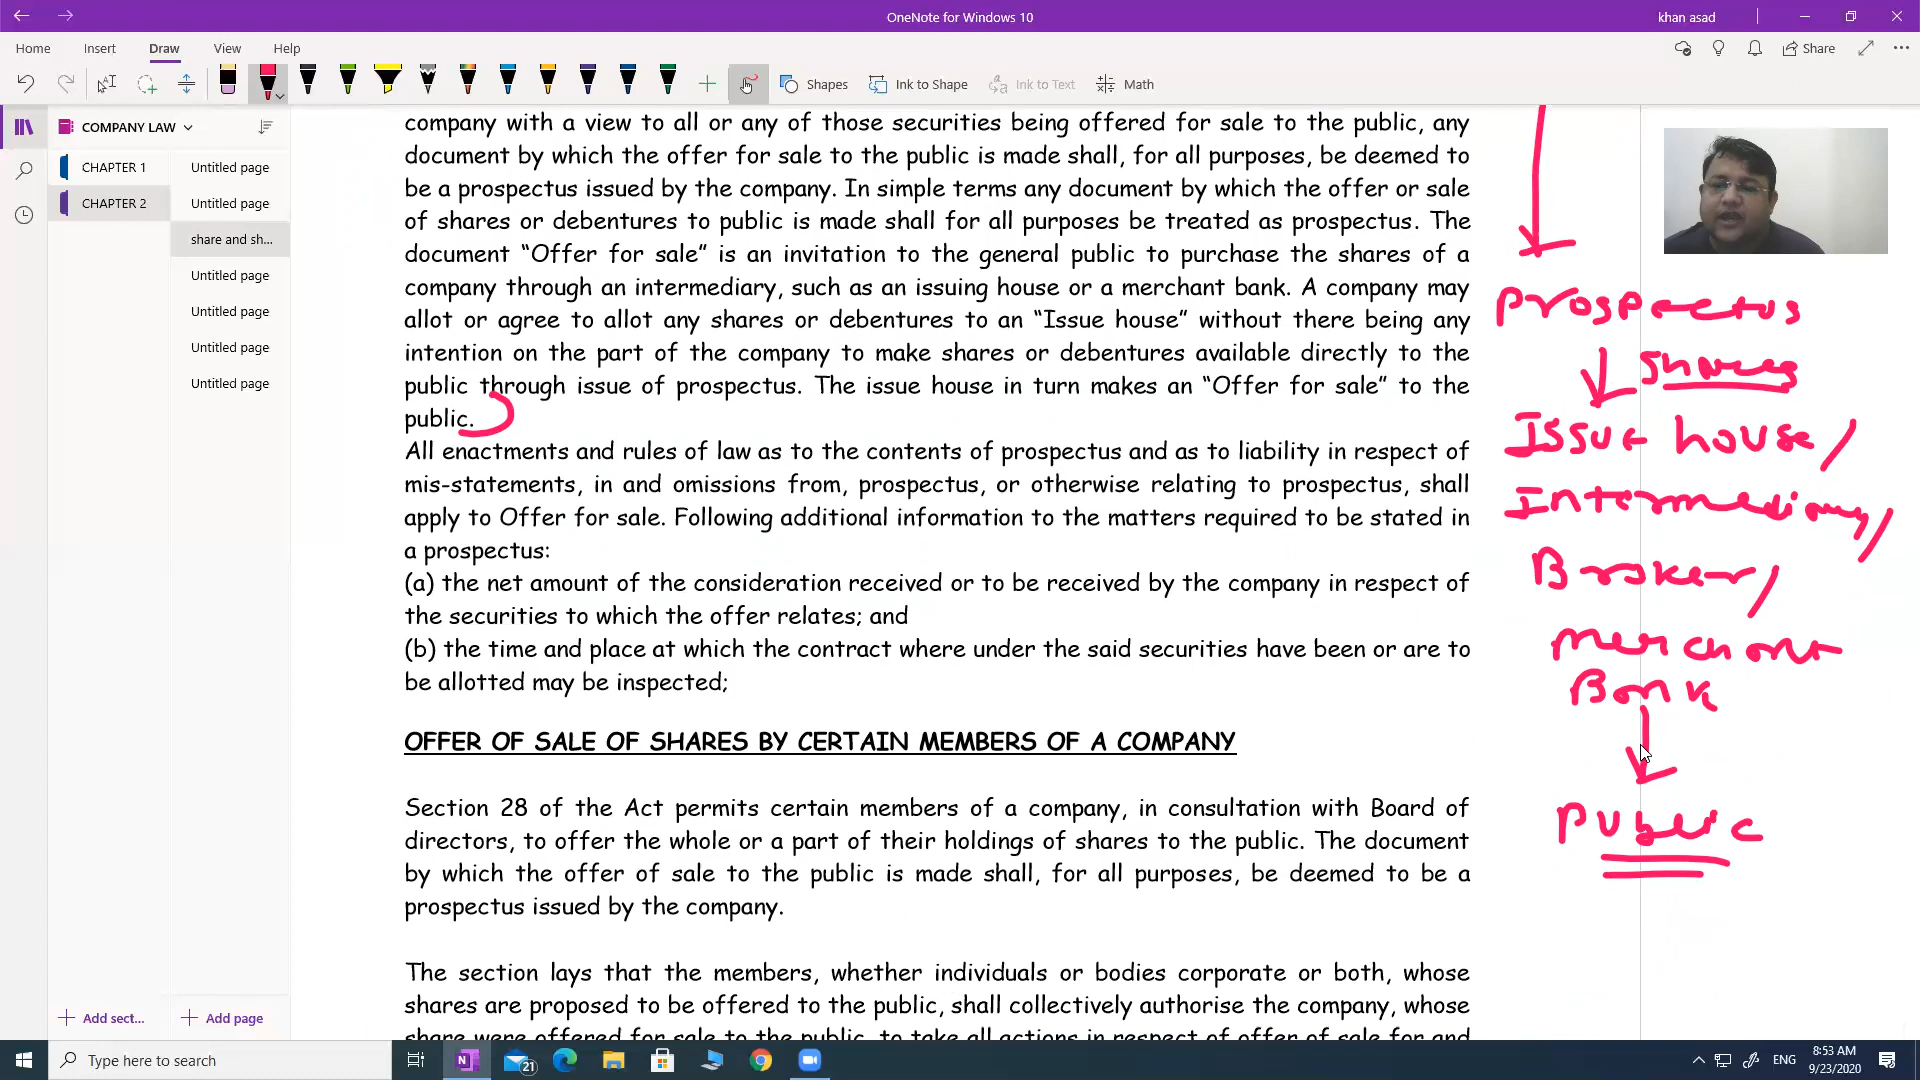 OneNote for Windows 10
khan asad
Home
Insert
Draw
View
Help
Share
Shapes
Ink to Shape
Ink to Text
Math
COMPANY LAW
CHAPTER 1
CHAPTER 2
Untitled page
Untitled page
share and sh...
Untitled page
Untitled page
Untitled page
Untitled page
Add sect...
Add page
company with a view to all or any of those securities being offered for sale to the public, any
document by which the offer for sale to the public is made shall, for all purposes, be deemed to
be a prospectus issued by the company. In simple terms any document by which the offer or sale
of shares or debentures to public is made shall for all purposes be treated as prospectus. The
document “Offer for sale” is an invitation to the general public to purchase the shares of a
company through an intermediary, such as an issuing house or a merchant bank. A company may
allot or agree to allot any shares or debentures to an “Issue house” without there being any
intention on the part of the company to make shares or debentures available directly to the
public through issue of prospectus. The issue house in turn makes an “Offer for sale” to the
public.
All enactments and rules of law as to the contents of prospectus and as to liability in respect of
mis-statements, in and omissions from, prospectus, or otherwise relating to prospectus, shall
apply to Offer for sale. Following additional information to the matters required to be stated in
a prospectus:
(a) the net amount of the consideration received or to be received by the company in respect of
the securities to which the offer relates; and
(b) the time and place at which the contract where under the said securities have been or are to
be allotted may be inspected;
OFFER OF SALE OF SHARES BY CERTAIN MEMBERS OF A COMPANY
Section 28 of the Act permits certain members of a company, in consultation with Board of
directors, to offer the whole or a part of their holdings of shares to the public. The document
by which the offer of sale to the public is made shall, for all purposes, be deemed to be a
prospectus issued by the company.
The section lays that the members, whether individuals or bodies corporate or both, whose
shares are proposed to be offered to the public, shall collectively authorise the company, whose
share were offered for sale to the public, to take all actions in respect of offer of sale for and
Prospectus
Shares
Issue house/
Intermediary/
Broker/
merchant
Bank
Public
Type here to search
21
ENG
8:53 AM
9/23/2020